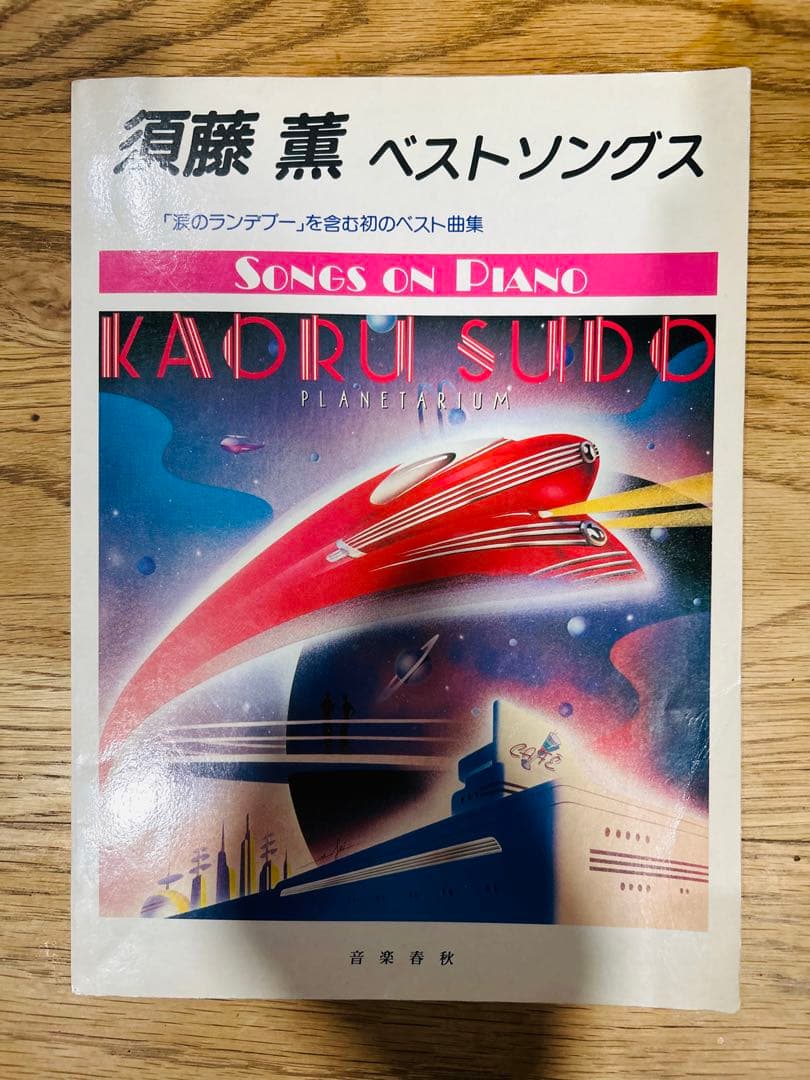 須藤 薫 ベストソングス
「涙のランデブー」を含む初のベスト曲集
SONGS ON PIANO
KAORU SUDO
PLANETARIUM
CAFE
音楽春秋